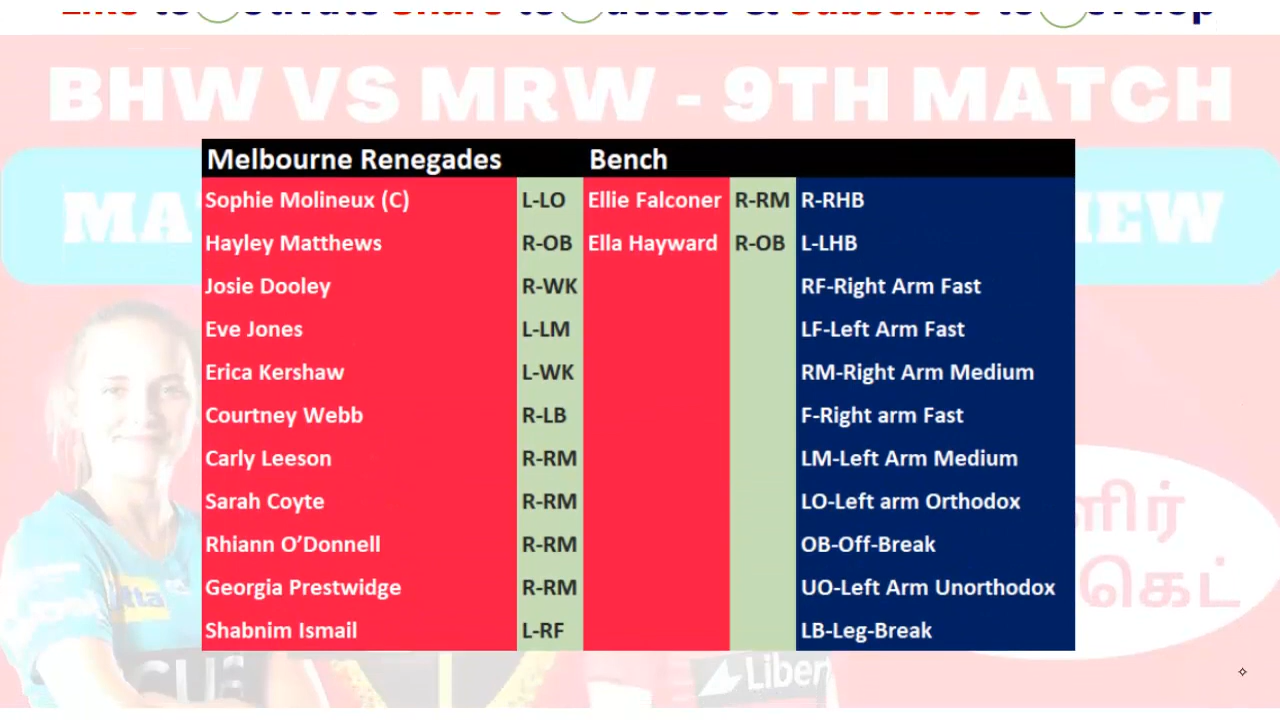 to
to
&
to
BHW VS MRW - 9TH MATCH
Melbourne Renegades Bench
Sophie Molineux (C) L-LO Ellie Falconer R-RM R-RHB
Hayley Matthews R-OB Ella Hayward R-OB L-LHB
Josie Dooley R-WK RF-Right Arm Fast
Eve Jones L-LM LF-Left Arm Fast
Erica Kershaw L-WK RM-Right Arm Medium
Courtney Webb R-LB F-Right arm Fast
Carly Leeson R-RM LM-Left Arm Medium
Sarah Coyte R-RM LO-Left arm Orthodox
Rhiann O’Donnell R-RM OB-Off-Break
Georgia Prestwidge R-RM UO-Left Arm Unorthodox
Shabnim Ismail L-RF LB-Leg-Break